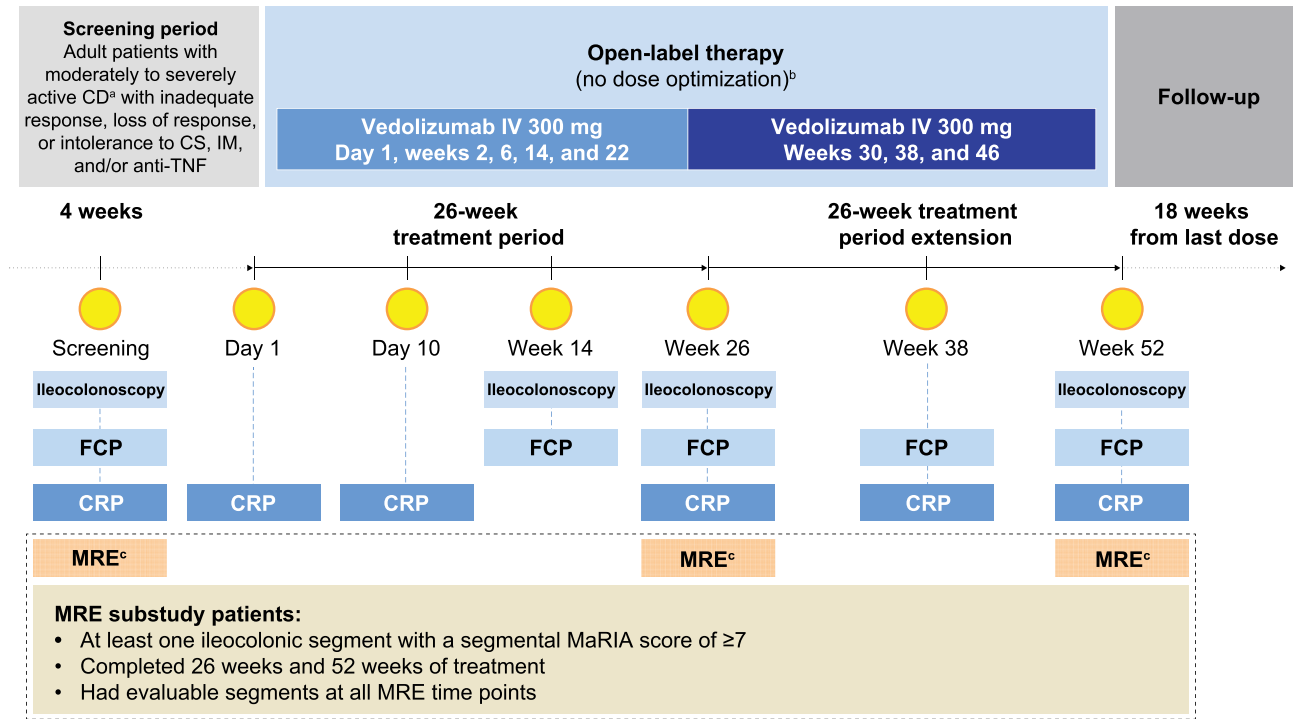 Screening period
Adult patients with
moderately to severely
active CDᵃ with inadequate
response, loss of response,
or intolerance to CS, IM,
and/or anti-TNF
Open-label therapy
(no dose optimization)ᵇ
Vedolizumab IV 300 mg
Day 1, weeks 2, 6, 14, and 22
Vedolizumab IV 300 mg
Weeks 30, 38, and 46
Follow-up
4 weeks
26-week
treatment period
26-week treatment
period extension
18 weeks
from last dose
Screening
Day 1
Day 10
Week 14
Week 26
Week 38
Week 52
Ileocolonoscopy
Ileocolonoscopy
Ileocolonoscopy
Ileocolonoscopy
FCP
FCP
FCP
FCP
FCP
CRP
CRP
CRP
CRP
CRP
CRP
MREᶜ
MREᶜ
MREᶜ
MRE substudy patients:
• At least one ileocolonic segment with a segmental MaRIA score of ≥7
• Completed 26 weeks and 52 weeks of treatment
• Had evaluable segments at all MRE time points